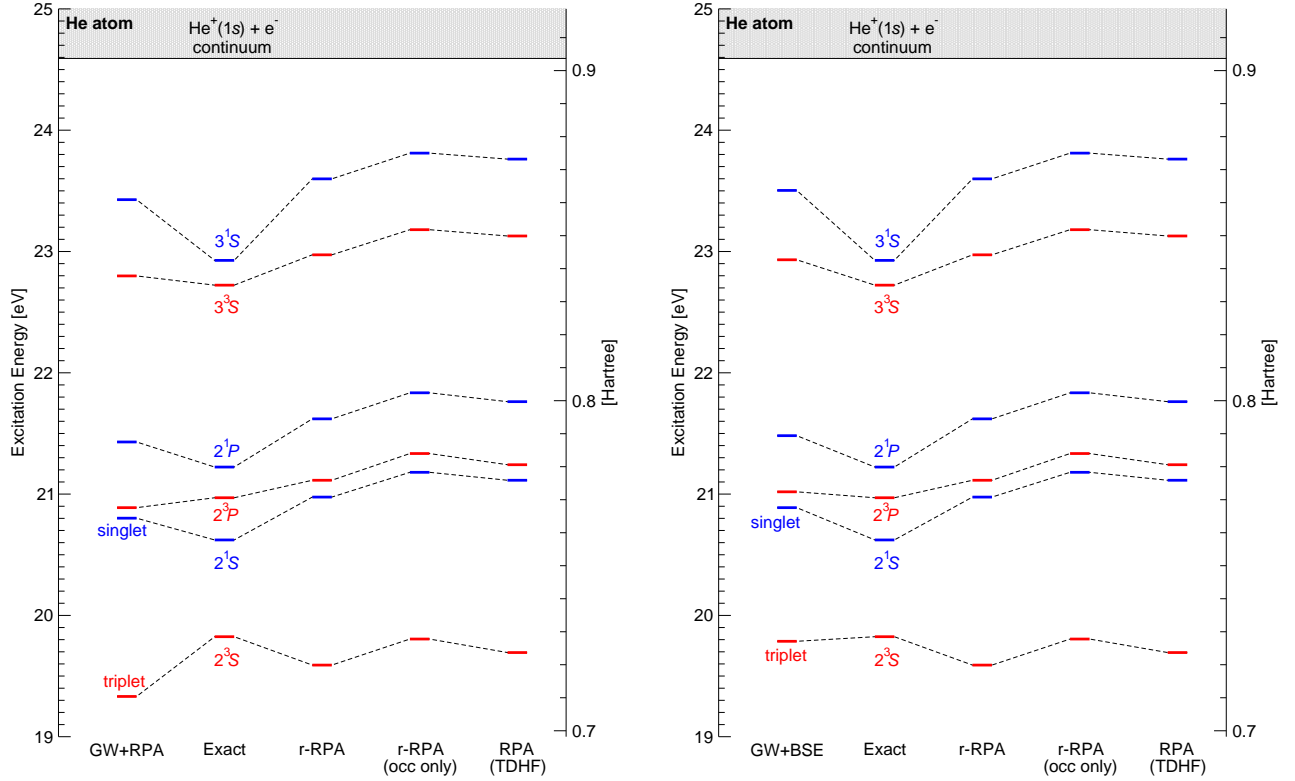 25
24
23
22
21
20
19
Excitation Energy [eV]
He atom
He⁺(1s) + e⁻
continuum
0.9
0.8
0.7
[Hartree]
3¹S
3³S
2¹P
2³P
singlet
2¹S
triplet
2³S
GW+RPA
Exact
r-RPA
r-RPA
(occ only)
RPA
(TDHF)
25
24
23
22
21
20
19
Excitation Energy [eV]
He atom
He⁺(1s) + e⁻
continuum
0.9
0.8
0.7
[Hartree]
3¹S
3³S
2¹P
2³P
singlet
2¹S
triplet
2³S
GW+BSE
Exact
r-RPA
r-RPA
(occ only)
RPA
(TDHF)